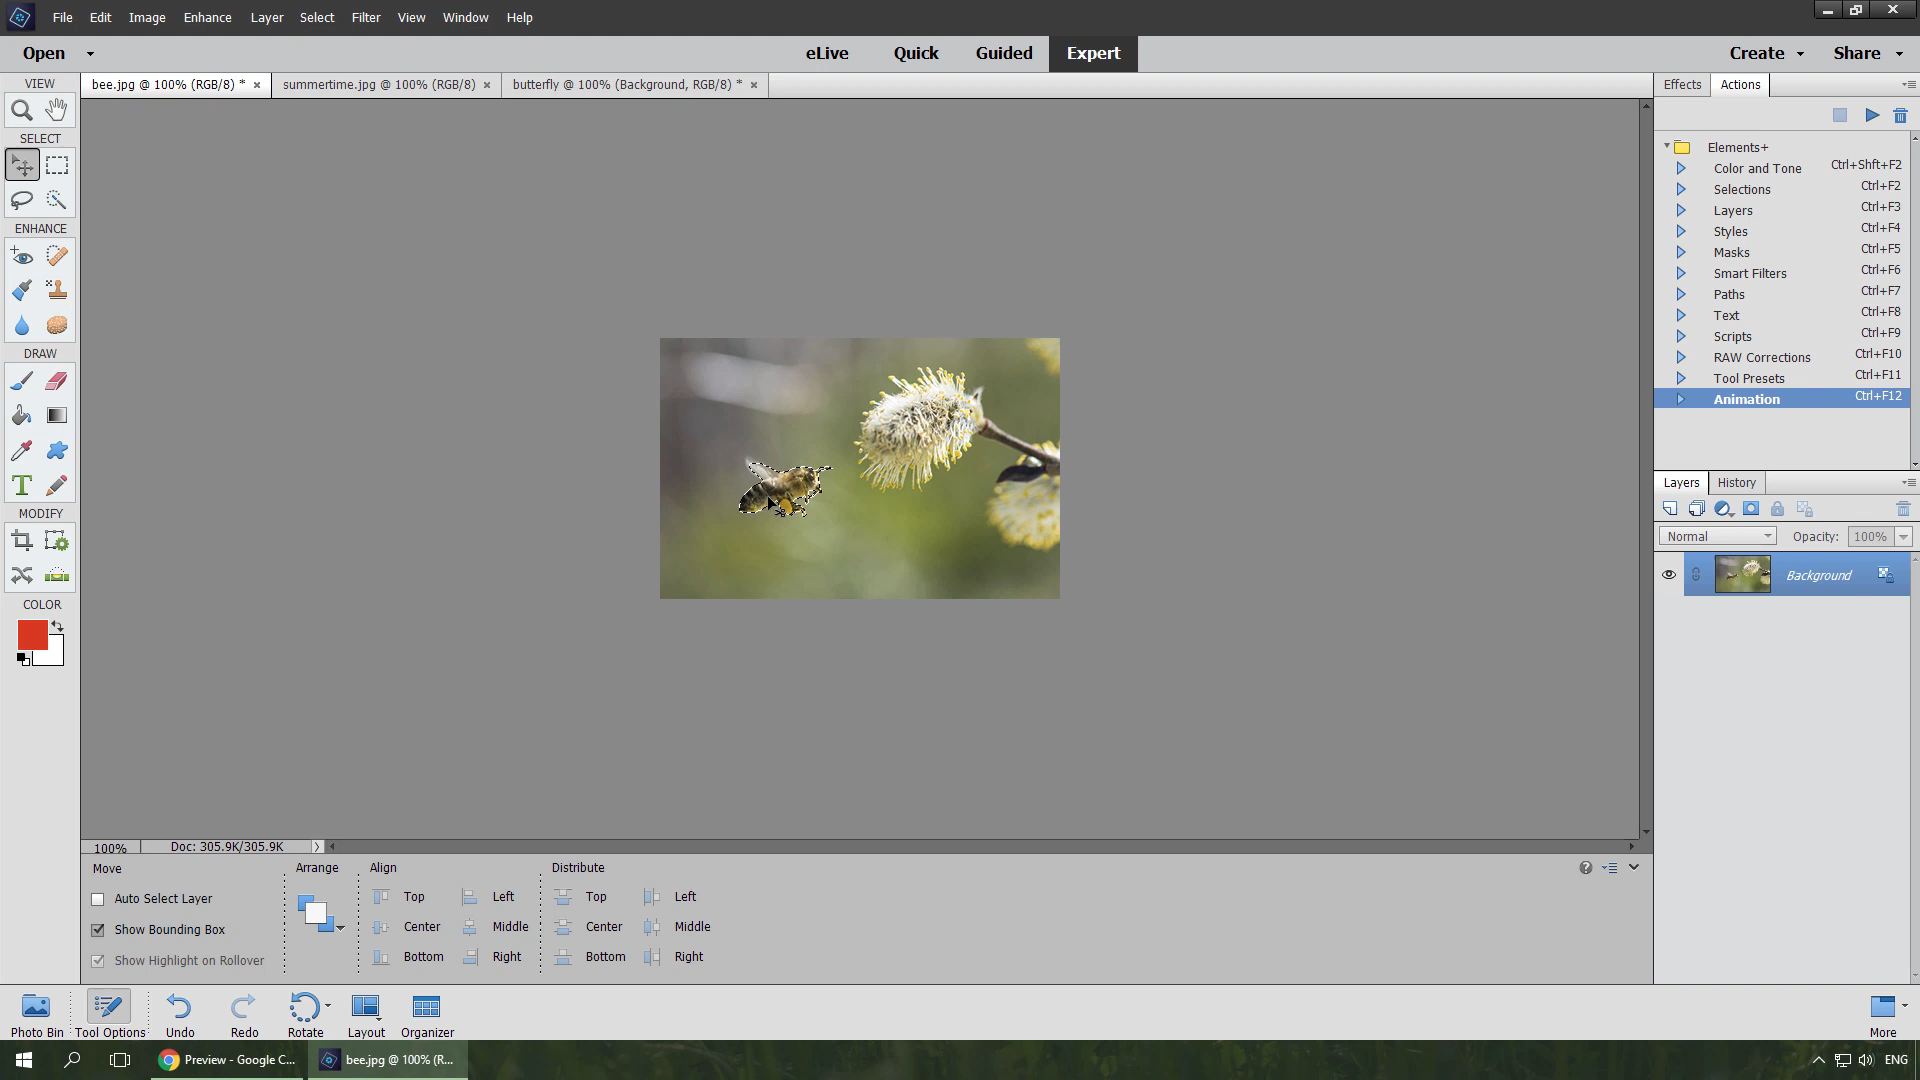 File Edit Image Enhance Layer Select Filter View Window Help
Open eLive Quick Guided Expert Create Share
VIEW
bee.jpg @ 100% (RGB/8) * × summertime.jpg @ 100% (RGB/8) × butterfly @ 100% (Background, RGB/8) * ×
Effects Actions
SELECT
Elements+
Color and Tone Ctrl+Shft+F2
Selections Ctrl+F2
Layers Ctrl+F3
Styles Ctrl+F4
Masks Ctrl+F5
Smart Filters Ctrl+F6
Paths Ctrl+F7
Text Ctrl+F8
Scripts Ctrl+F9
RAW Corrections Ctrl+F10
Tool Presets Ctrl+F11
Animation Ctrl+F12
ENHANCE
DRAW
T
MODIFY
COLOR
Layers History
Normal Opacity: 100%
Background
100% Doc: 305.9K/305.9K
Move Arrange Align Distribute
Auto Select Layer Top Left Top Left
Show Bounding Box Center Middle Center Middle
Show Highlight on Rollover Bottom Right Bottom Right
Photo Bin Tool Options Undo Redo Rotate Layout Organizer More
Preview - Google C... bee.jpg @ 100% (R... ENG